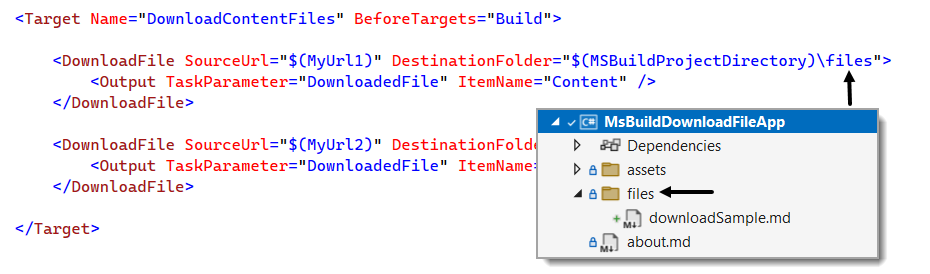 <Target Name="DownloadContentFiles" BeforeTargets="Build">
<DownloadFile SourceUrl="$(MyUrl1)" DestinationFolder="$(MSBuildProjectDirectory)\files">
<Output TaskParameter="DownloadedFile" ItemName="Content" />
</DownloadFile>
<DownloadFile SourceUrl="$(MyUrl2)" DestinationFolde
<Output TaskParameter="DownloadedFile" ItemName=
</DownloadFile>
</Target>
C# MsBuildDownloadFileApp
Dependencies
assets
files
M downloadSample.md
M about.md